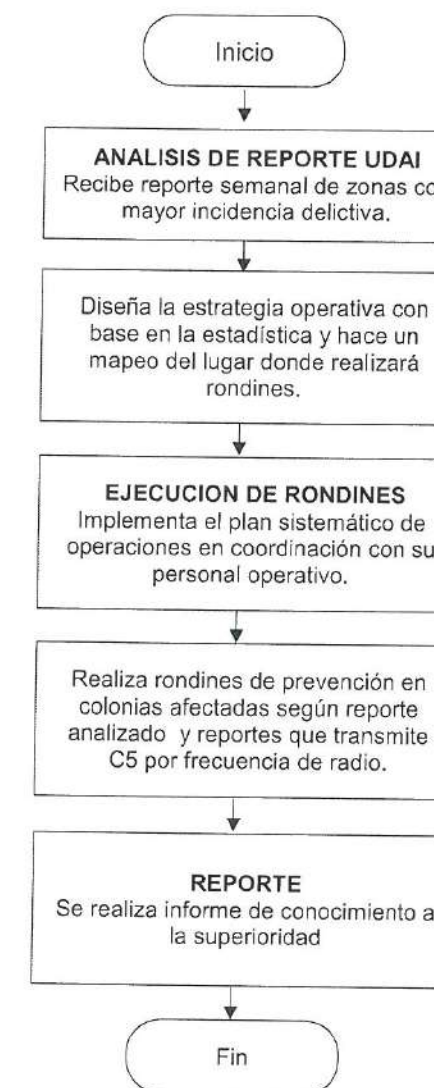 Inicio
ANALISIS DE REPORTE UDAI
Recibe reporte semanal de zonas co
mayor incidencia delictiva.
Diseña la estrategia operativa con
base en la estadística y hace un
mapeo del lugar donde realizará
rondines.
EJECUCION DE RONDINES
Implementa el plan sistemático de
operaciones en coordinación con su
personal operativo.
Realiza rondines de prevención en
colonias afectadas según reporte
analizado y reportes que transmite
C5 por frecuencia de radio.
REPORTE
Se realiza informe de conocimiento a
la superioridad
Fin